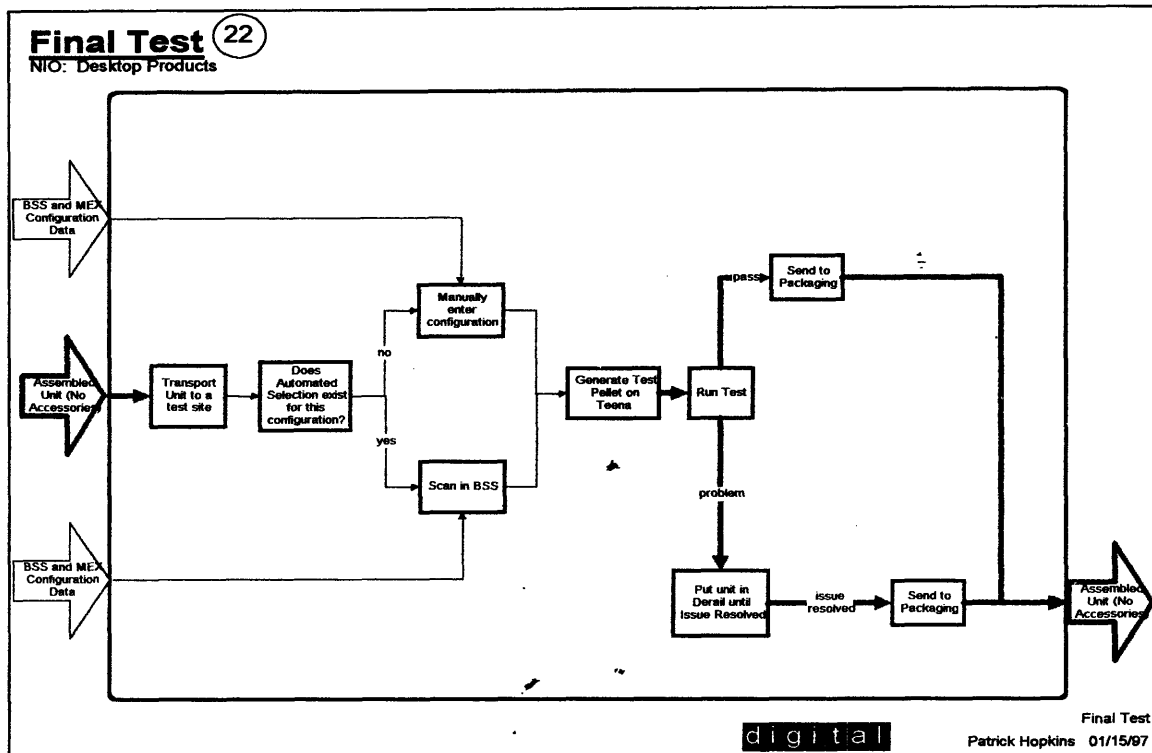 Final Test 22
NIO: Desktop Products
BSS and MEX
Configuration
Data
Manually
enter
configuration
pass
Send to
Packaging
no
Assembled
Unit (No
Accessories)
Transport
Unit to a
test site
Does
Automated
Selection exist
for this
configuration?
Generate Test
Pellet on
Teena
Run Test
yes
Scan in BSS
problem
BSS and MEX
Configuration
Data
Put unit in
Derail until
Issue Resolved
issue
resolved
Send to
Packaging
Assembled
Unit (No
Accessories)
digital
Final Test
Patrick Hopkins 01/15/97